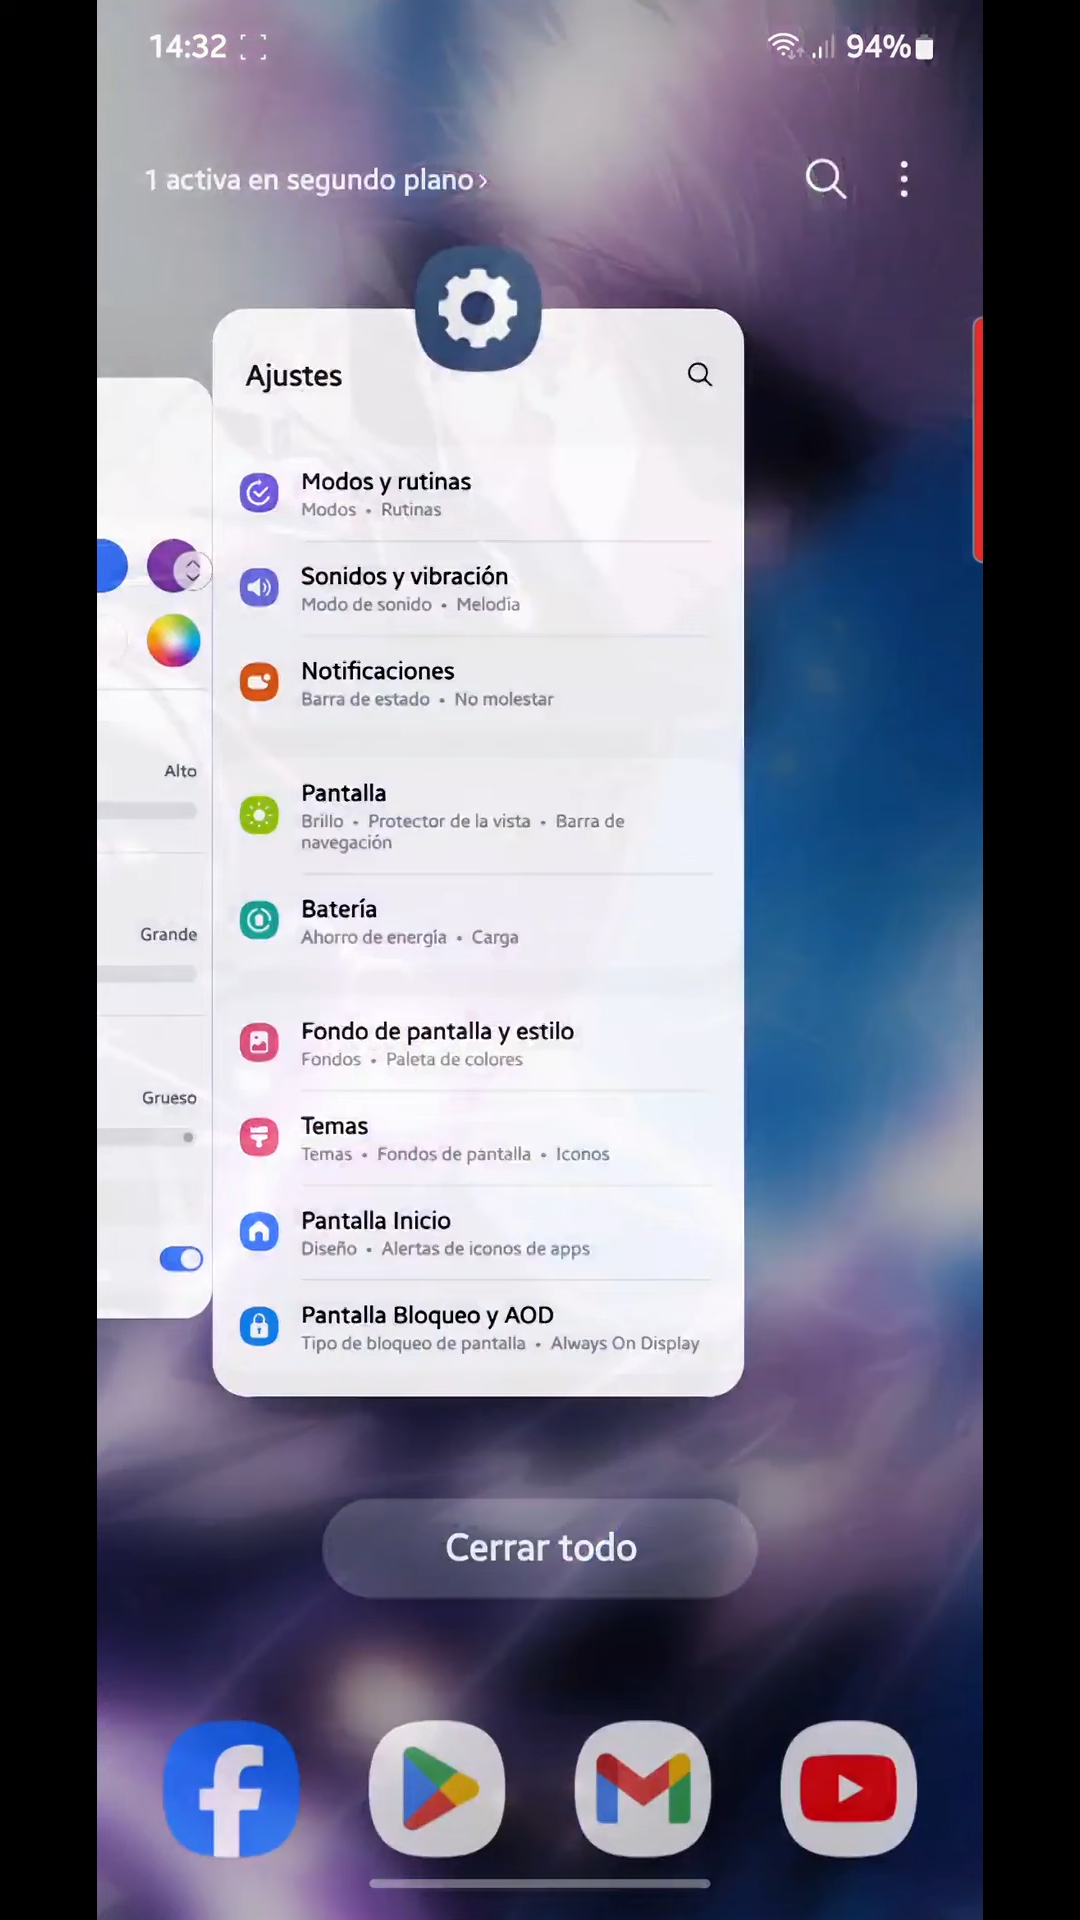 14:32
94%
1 activa en segundo plano
Ajustes
Modos y rutinas
Modos • Rutinas
Sonidos y vibración
Modo de sonido • Melodía
Notificaciones
Barra de estado • No molestar
Alto
Pantalla
Brillo • Protector de la vista • Barra de
navegación
Batería
Ahorro de energía • Carga
Grande
Fondo de pantalla y estilo
Fondos • Paleta de colores
Grueso
Temas
Temas • Fondos de pantalla • Iconos
Pantalla Inicio
Diseño • Alertas de iconos de apps
Pantalla Bloqueo y AOD
Tipo de bloqueo de pantalla • Always On Display
Cerrar todo